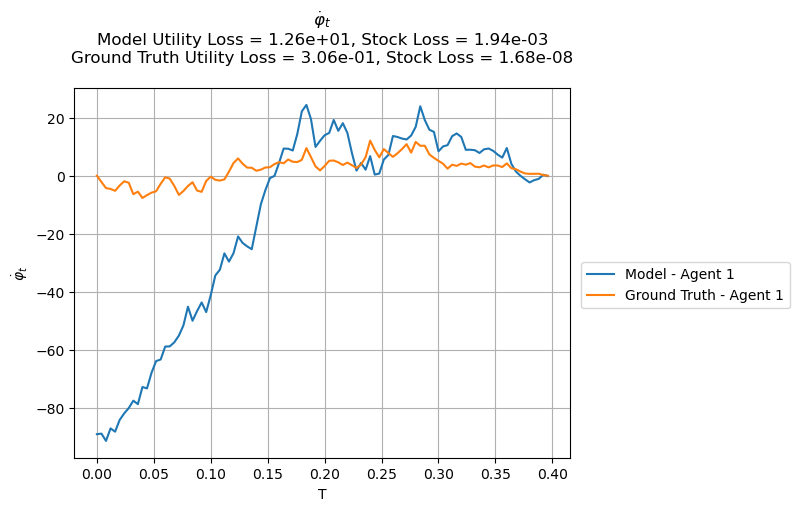 φ̇ₜ
Model Utility Loss = 1.26e+01, Stock Loss = 1.94e-03
Ground Truth Utility Loss = 3.06e-01, Stock Loss = 1.68e-08
20
0
−20
−40
−60
−80
φ̇ₜ
0.00 0.05 0.10 0.15 0.20 0.25 0.30 0.35 0.40
T
Model - Agent 1
Ground Truth - Agent 1